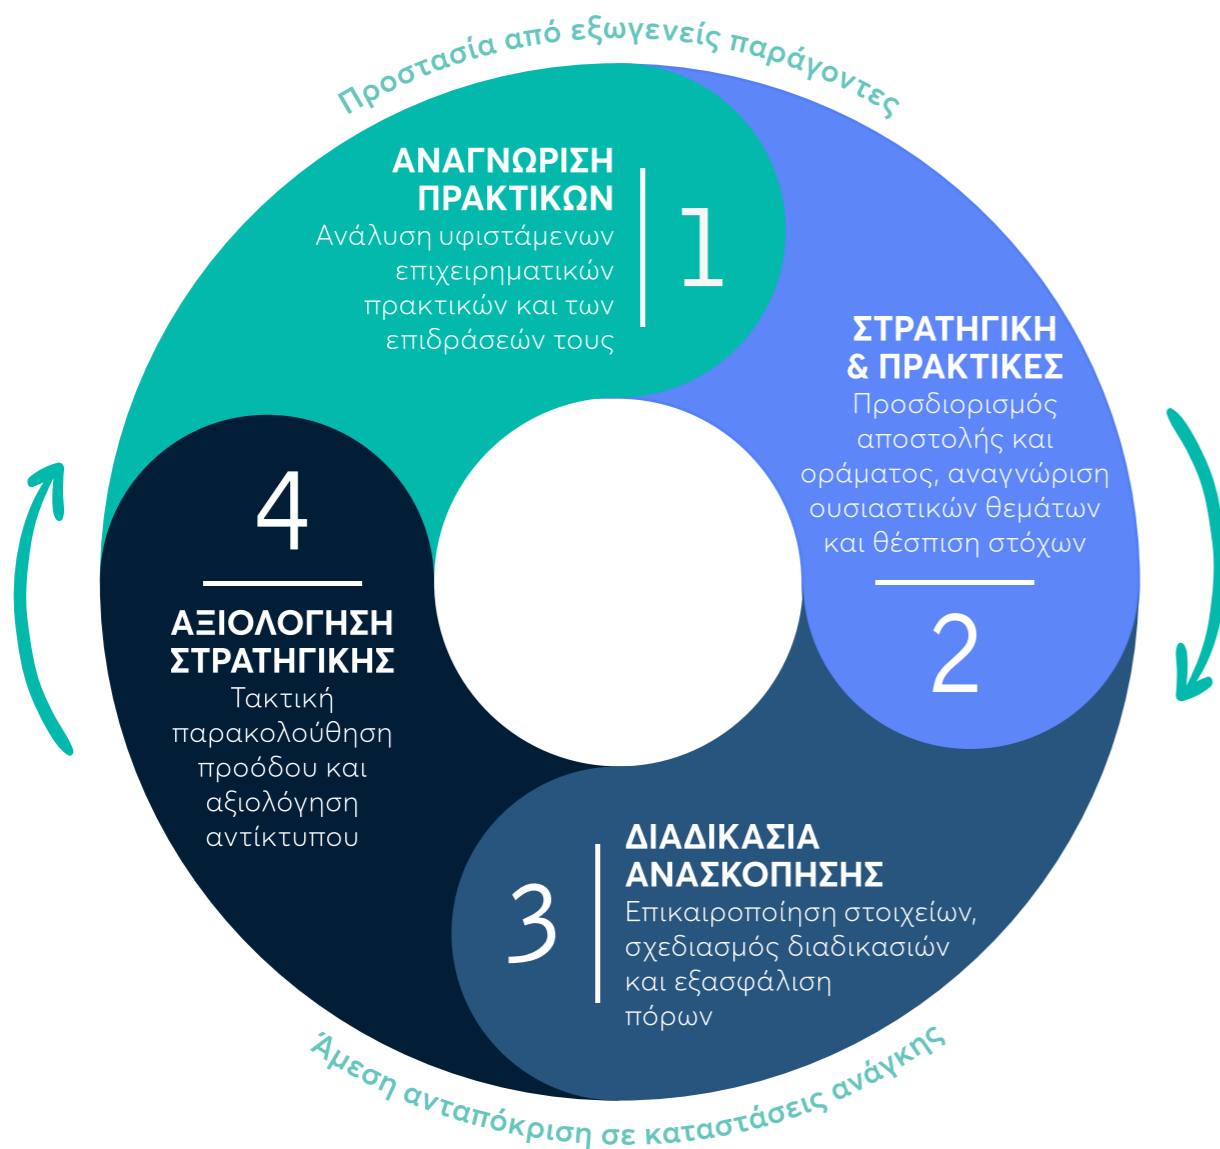 Προστασία από εξωγενείς παράγοντες
ΑΝΑΓΝΩΡΙΣΗ
ΠΡΑΚΤΙΚΩΝ
Ανάλυση υφιστάμενων
επιχειρηματικών
πρακτικών και των
επιδράσεών τους
1
ΣΤΡΑΤΗΓΙΚΗ
& ΠΡΑΚΤΙΚΕΣ
Προσδιορισμός
αποστολής και
οράματος, αναγνώριση
ουσιαστικών θεμάτων
και θέσπιση στόχων
2
3
ΔΙΑΔΙΚΑΣΙΑ
ΑΝΑΣΚΟΠΗΣΗΣ
Επικαιροποίηση στοιχείων,
σχεδιασμός διαδικασιών
και εξασφάλιση
πόρων
4
ΑΞΙΟΛΟΓΗΣΗ
ΣΤΡΑΤΗΓΙΚΗΣ
Τακτική
παρακολούθηση
προόδου και
αξιολόγηση
αντίκτυπου
Άμεση ανταπόκριση σε καταστάσεις ανάγκης